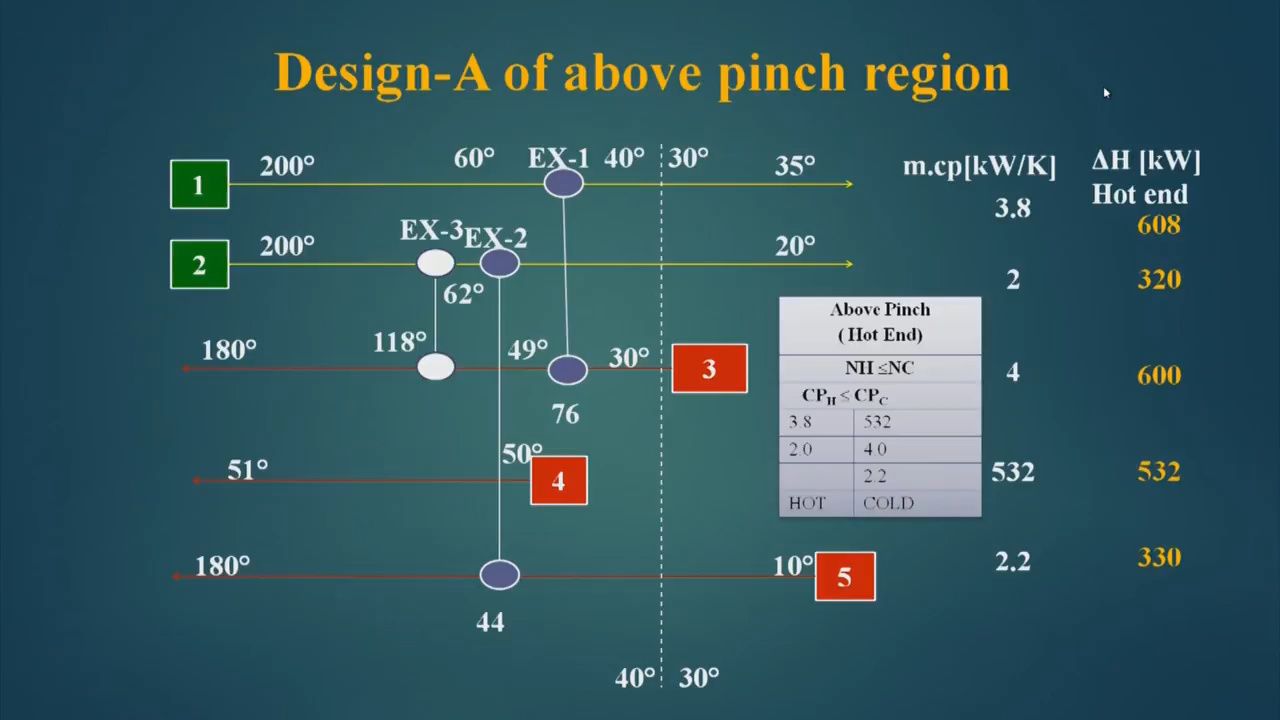 Design-A of above pinch region
1 200° 60° EX-1 40° 30° 35° m.cp[kW/K] ΔH [kW]
Hot end
3.8 608
2 200° EX-3 EX-2 20° 2 320
62°
180° 118° 49° 30° 3 4 600
76
51° 50° 4 532 532
180° 10° 5 2.2 330
44
40° 30°
Above Pinch
( Hot End)
NH ≤NC
CPH ≤ CPC
3.8 532
2.0 4.0
2.2
HOT COLD